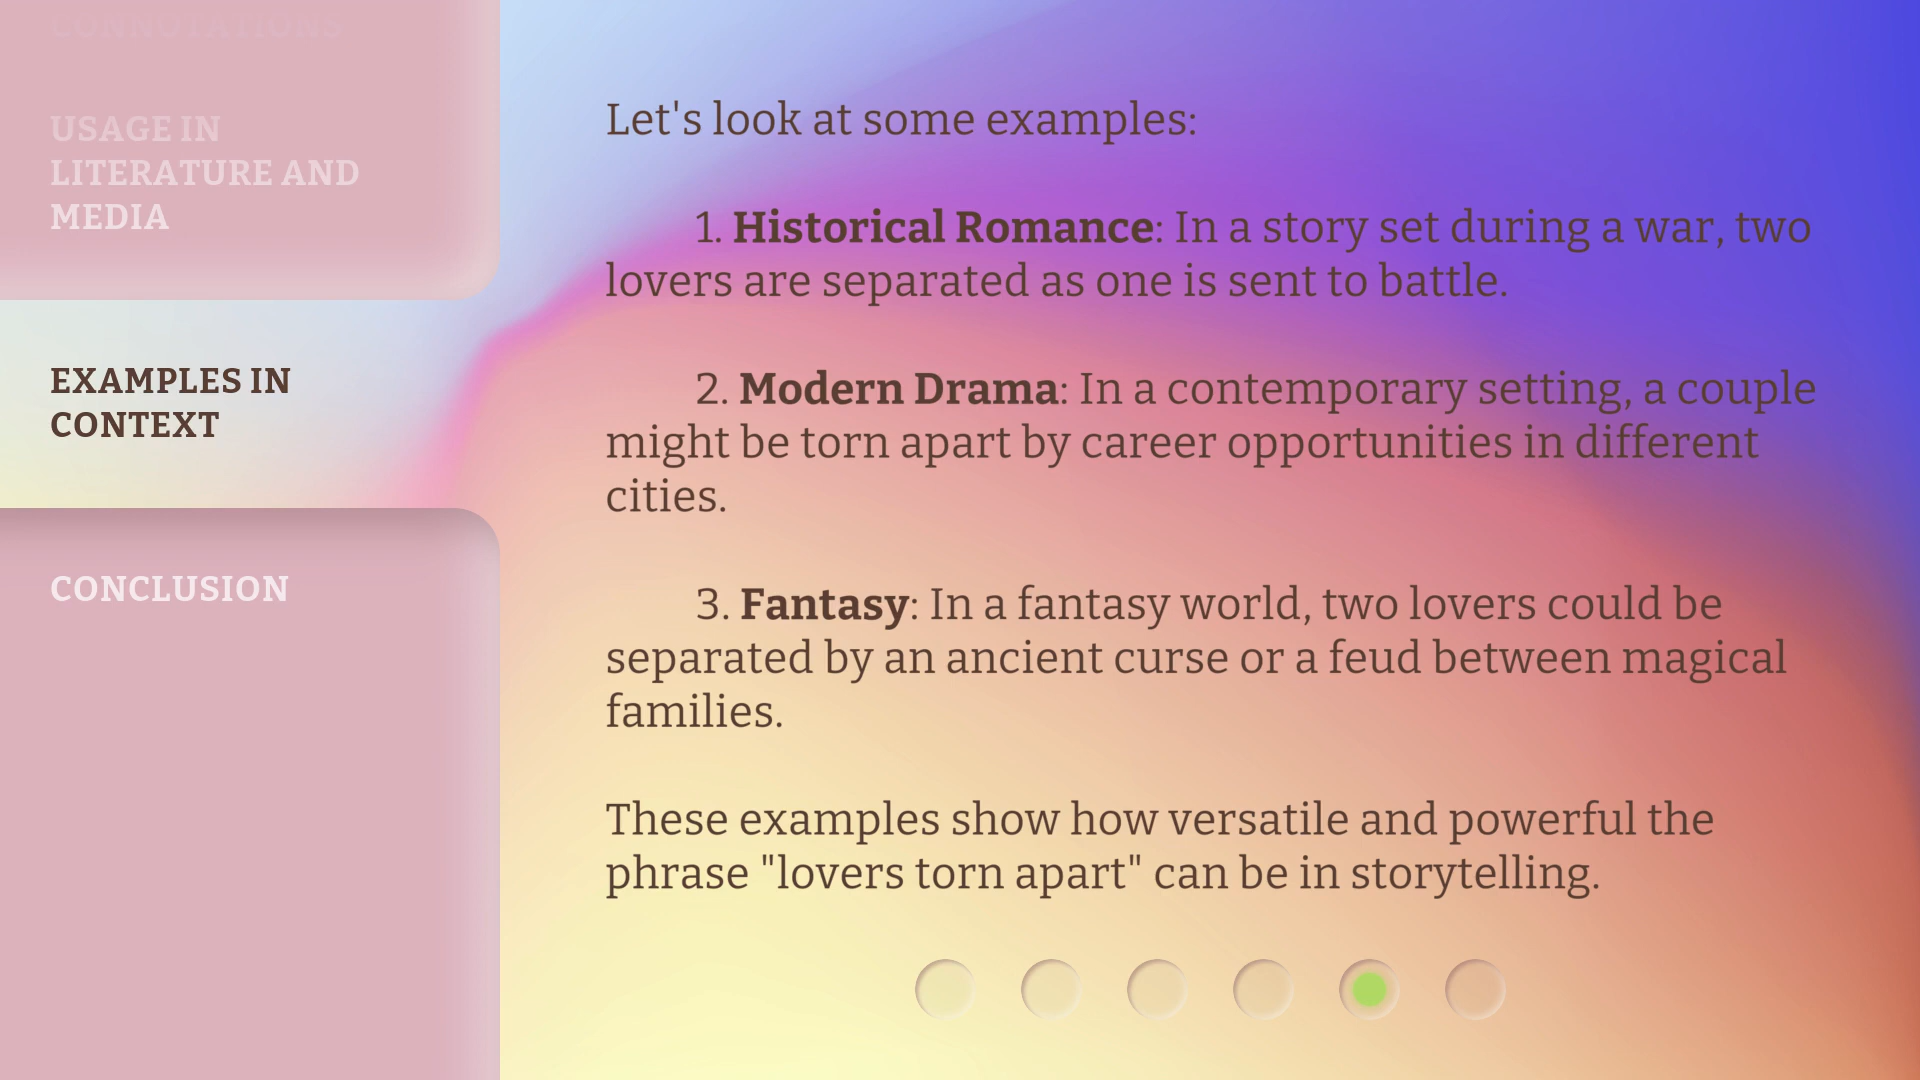 CONNOTATIONS
USAGE IN
LITERATURE AND
MEDIA
EXAMPLES IN
CONTEXT
CONCLUSION
Let's look at some examples:
1. Historical Romance: In a story set during a war, two
lovers are separated as one is sent to battle.
2. Modern Drama: In a contemporary setting, a couple
might be torn apart by career opportunities in different
cities.
3. Fantasy: In a fantasy world, two lovers could be
separated by an ancient curse or a feud between magical
families.
These examples show how versatile and powerful the
phrase "lovers torn apart" can be in storytelling.